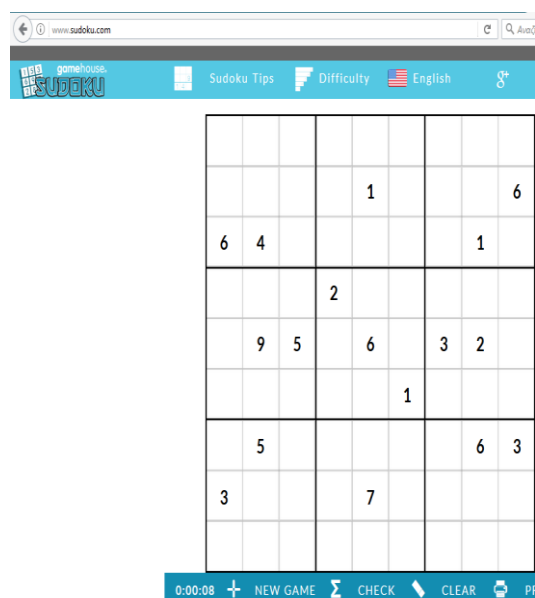 www.sudoku.com
gamehouse.
SUDOKU
Sudoku Tips Difficulty English g+
1 6
6 4 1
2
9 5 6 3 2
1
5 6 3
3 7
0:00:08 NEW GAME Σ CHECK CLEAR